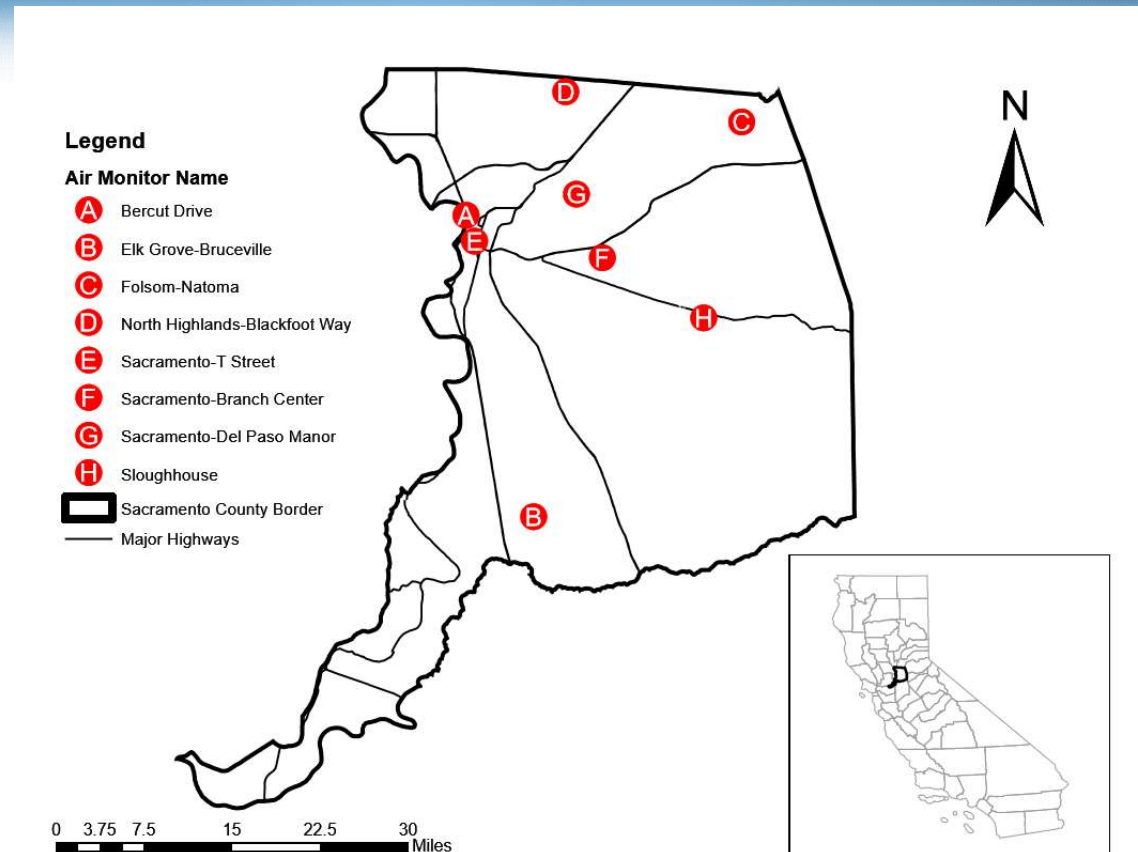 N
Legend
Air Monitor Name
A Bercut Drive
B Elk Grove-Bruceville
C Folsom-Natoma
D North Highlands-Blackfoot Way
E Sacramento-T Street
F Sacramento-Branch Center
G Sacramento-Del Paso Manor
H Sloughhouse
Sacramento County Border
Major Highways
D
C
G
A
E
F
H
B
0 3.75 7.5 15 22.5 30
Miles